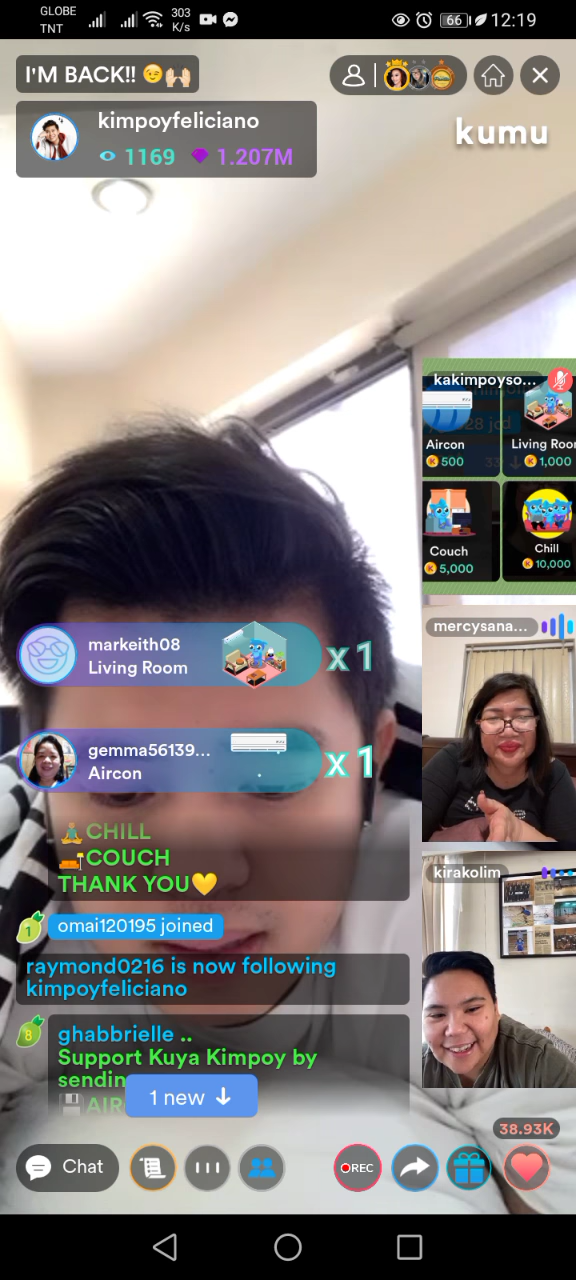 GLOBE
TNT
303
K/s
66
12:19
I'M BACK!! 😉🙌🏻
kimpoyfeliciano
1169 1.207M
kumu
kakimpoyso...
Aircon
500
Living Room
1,000
Couch
5,000
Chill
10,000
markeith08
Living Room
x 1
mercysana...
gemma56139...
Aircon
x 1
🧘CHILL
🛋COUCH
THANK YOU💛
kirakolim
1
omai120195 joined
raymond0216 is now following
kimpoyfeliciano
8
ghabbrielle ..
Support Kuya Kimpoy by
sendin
💾AIR
1 new ↓
38.93K
Chat
REC